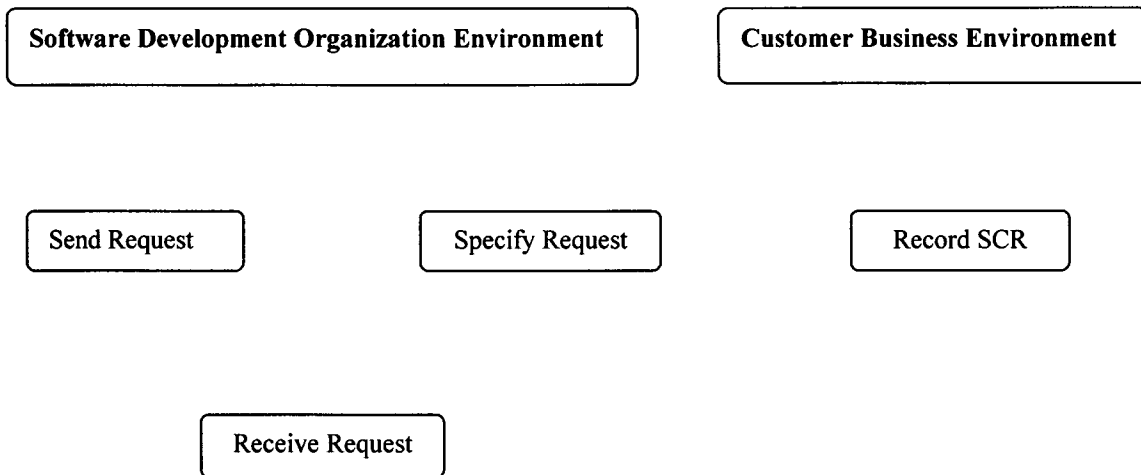 Software Development Organization Environment
Customer Business Environment
Send Request
Specify Request
Record SCR
Receive Request